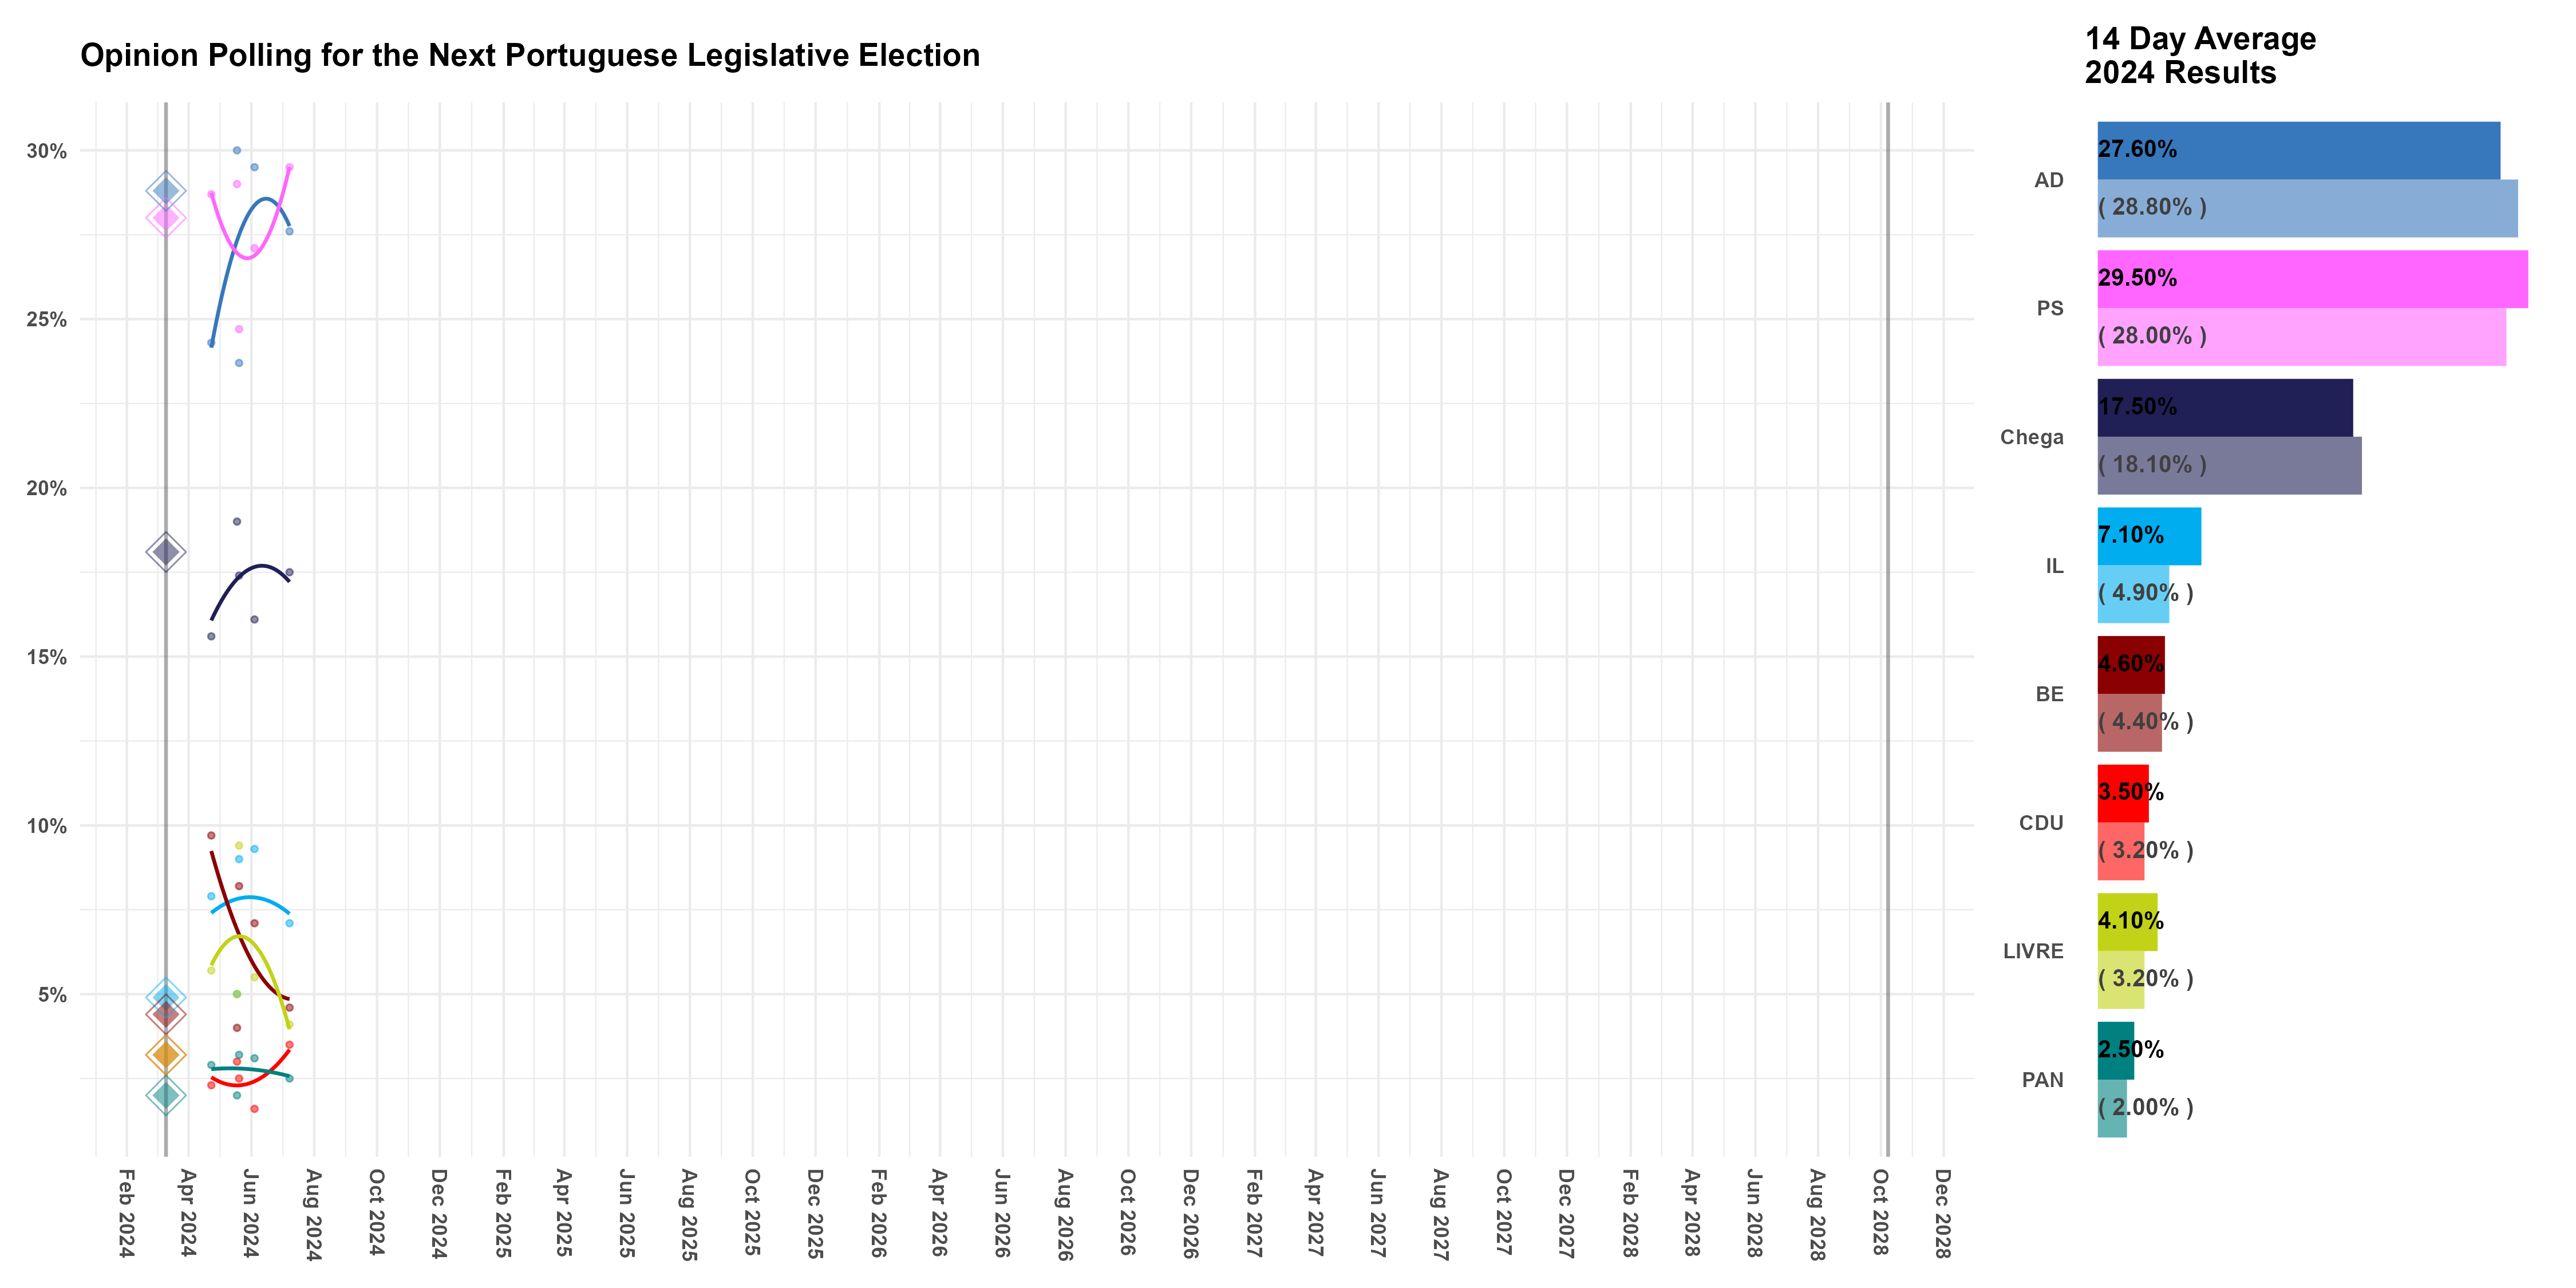 Opinion Polling for the Next Portuguese Legislative Election
30%
25%
20%
15%
10%
5%
Feb 2024
Apr 2024
Jun 2024
Aug 2024
Oct 2024
Dec 2024
Feb 2025
Apr 2025
Jun 2025
Aug 2025
Oct 2025
Dec 2025
Feb 2026
Apr 2026
Jun 2026
Aug 2026
Oct 2026
Dec 2026
Feb 2027
Apr 2027
Jun 2027
Aug 2027
Oct 2027
Dec 2027
Feb 2028
Apr 2028
Jun 2028
Aug 2028
Oct 2028
Dec 2028
14 Day Average
2024 Results
AD
27.60%
( 28.80% )
PS
29.50%
( 28.00% )
Chega
17.50%
( 18.10% )
IL
7.10%
( 4.90% )
BE
4.60%
( 4.40% )
CDU
3.50%
( 3.20% )
LIVRE
4.10%
( 3.20% )
PAN
2.50%
( 2.00% )